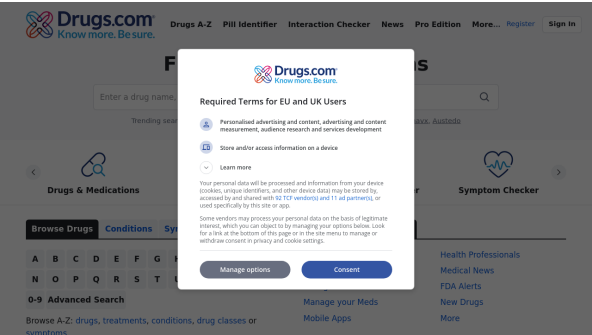 Drugs.com
Know more. Be sure.
Drugs A-Z Pill Identifier Interaction Checker News Pro Edition More... Register Sign In
F s
Enter a drug name,
Trending sear Austedo
Drugs & Medications
r Symptom Checker
Drugs.com
Know more. Be sure.
Required Terms for EU and UK Users
Personalised advertising and content, advertising and content
measurement, audience research and services development
Store and/or access information on a device
Learn more
Your personal data will be processed and information from your device
(cookies, unique identifiers, and other device data) may be stored by,
accessed by and shared with 92 TCF vendor(s) and 11 ad partner(s), or
used specifically by this site or app.
Some vendors may process your personal data on the basis of legitimate
interest, which you can object to by managing your options below. Look
for a link at the bottom of this page or in the site menu to manage or
withdraw consent in privacy and cookie settings.
Manage options Consent
Browse Drugs Conditions Sy
A B C D E F G H
N O P Q R S T U
0-9 Advanced Search
Browse A-Z: drugs, treatments, conditions, drug classes or
symptoms
Manage your Meds
Mobile Apps
Health Professionals
Medical News
FDA Alerts
New Drugs
More